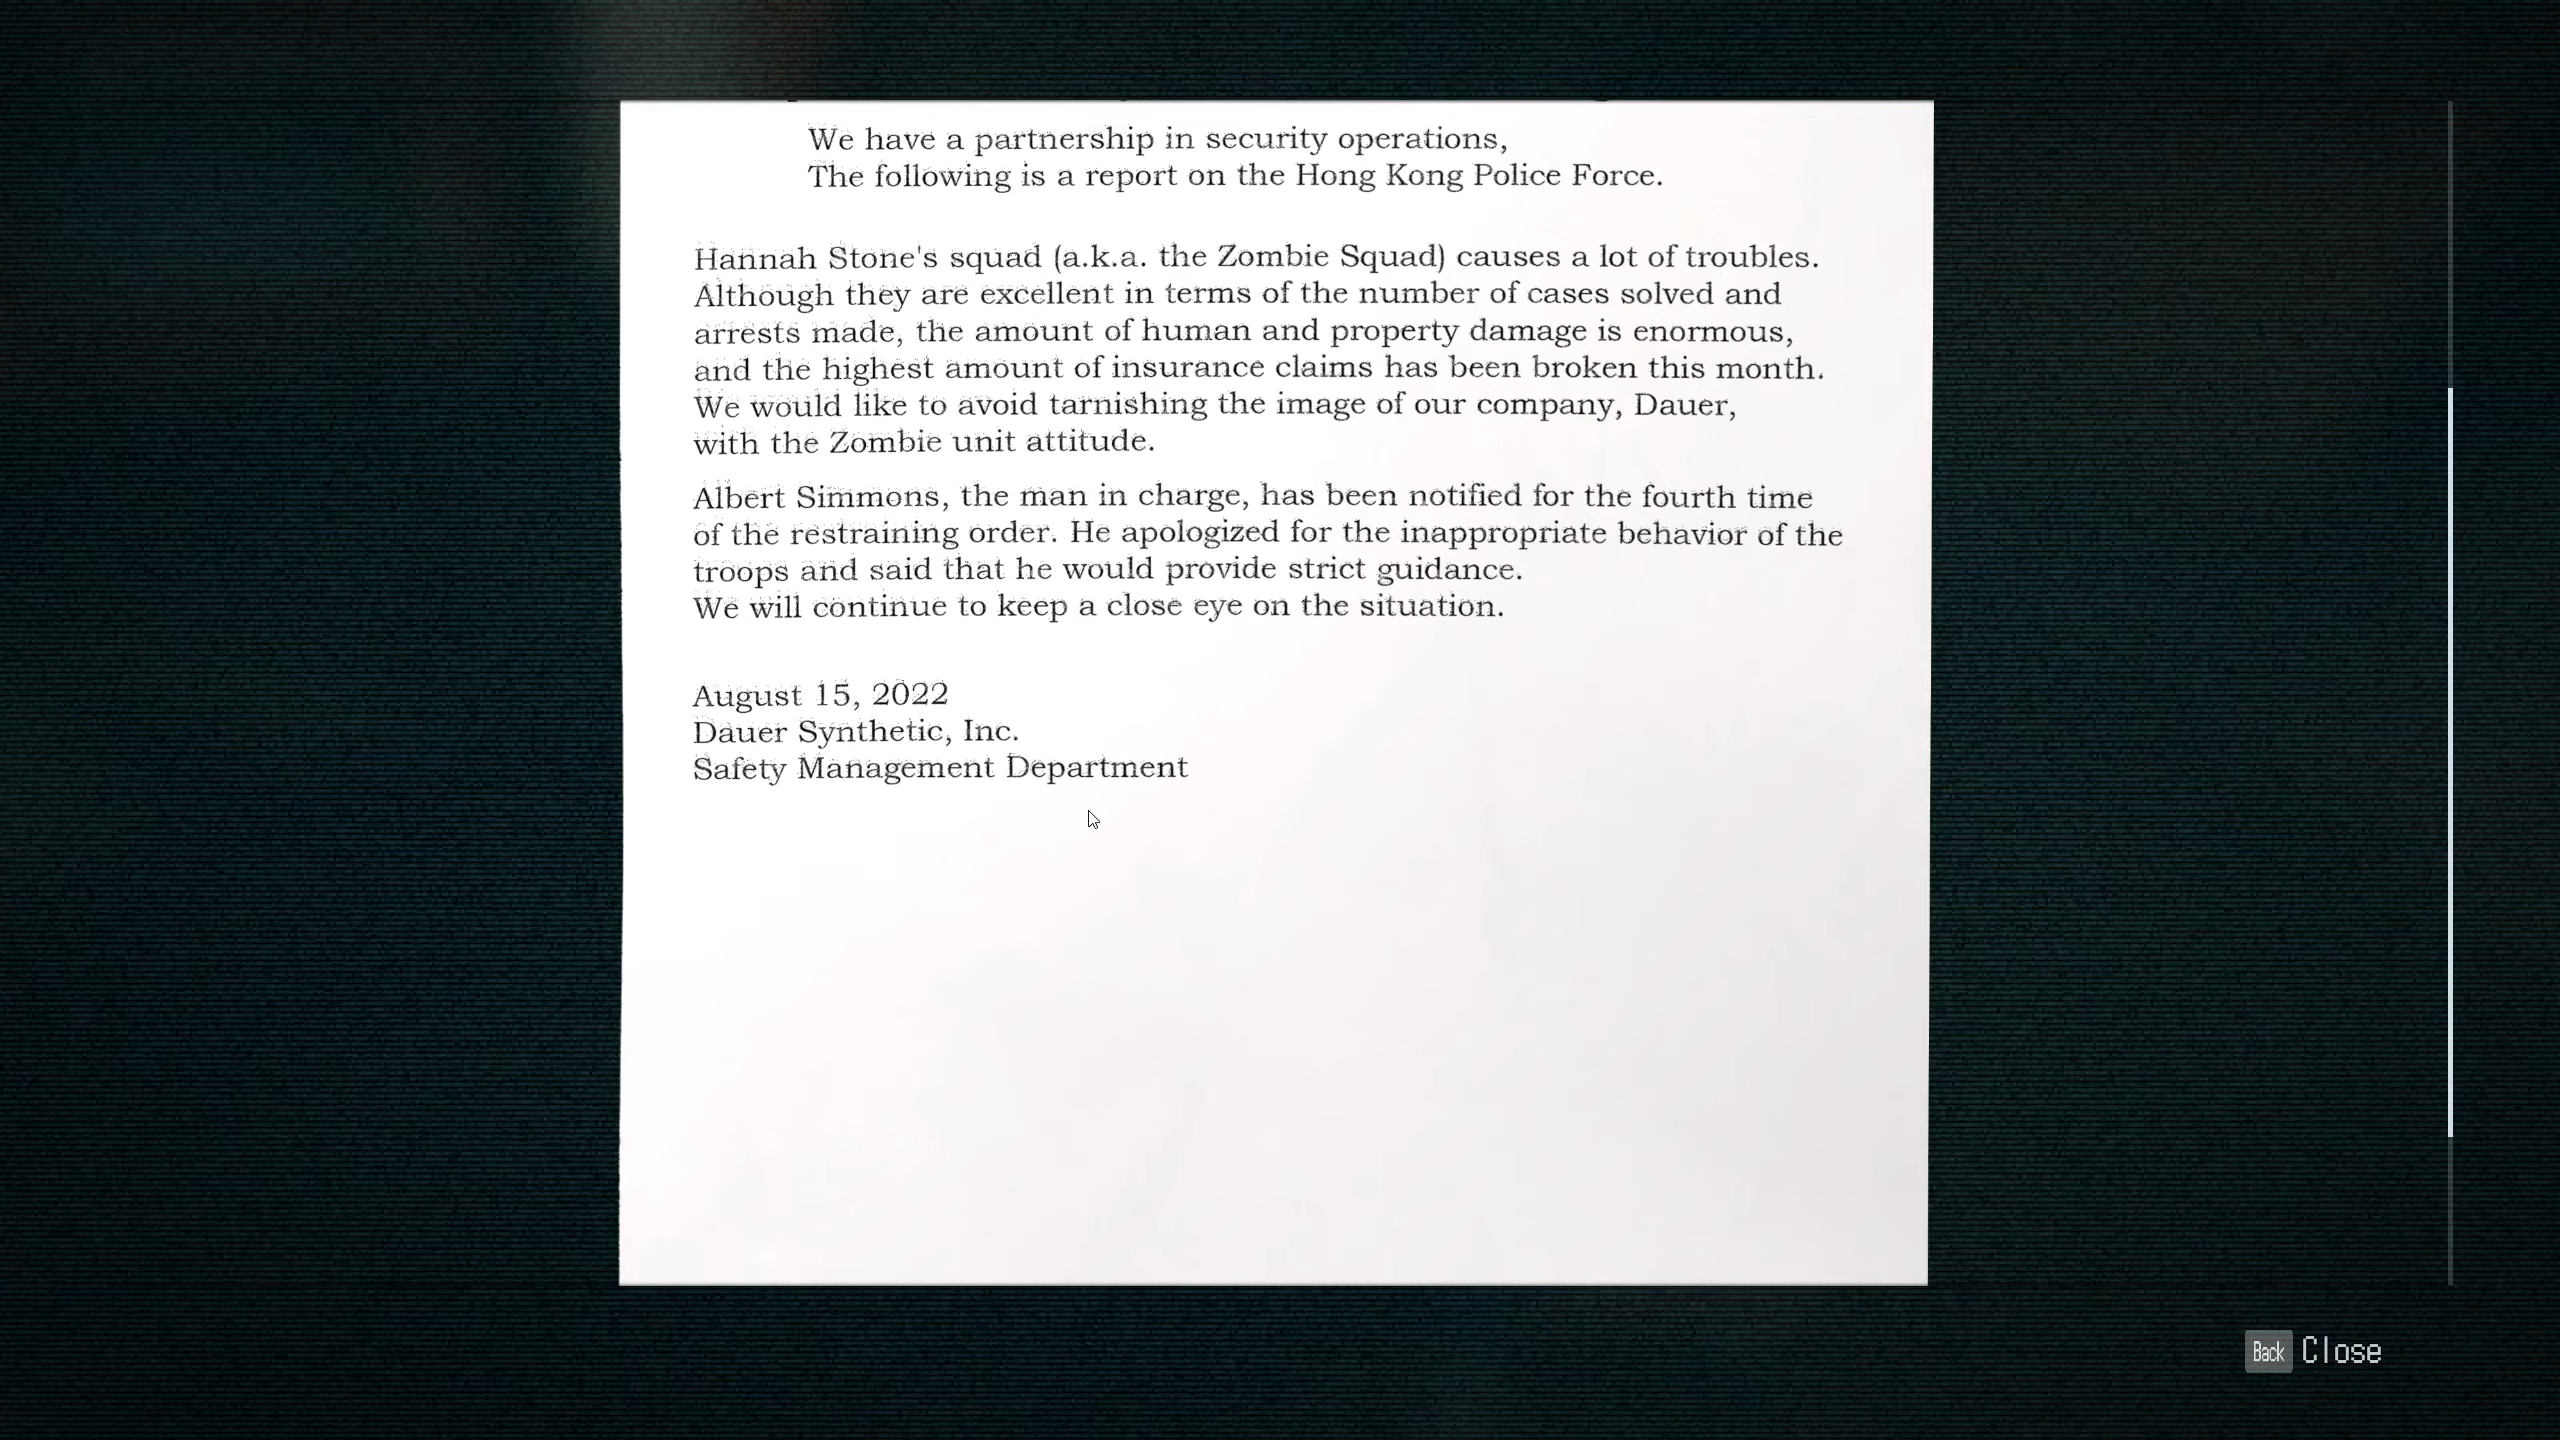 We have a partnership in security operations,
The following is a report on the Hong Kong Police Force.
Hannah Stone's squad (a.k.a. the Zombie Squad) causes a lot of troubles.
Although they are excellent in terms of the number of cases solved and
arrests made, the amount of human and property damage is enormous,
and the highest amount of insurance claims has been broken this month.
We would like to avoid tarnishing the image of our company, Dauer,
with the Zombie unit attitude.
Albert Simmons, the man in charge, has been notified for the fourth time
of the restraining order. He apologized for the inappropriate behavior of the
troops and said that he would provide strict guidance.
We will continue to keep a close eye on the situation.
August 15, 2022
Dauer Synthetic, Inc.
Safety Management Department
Back Close